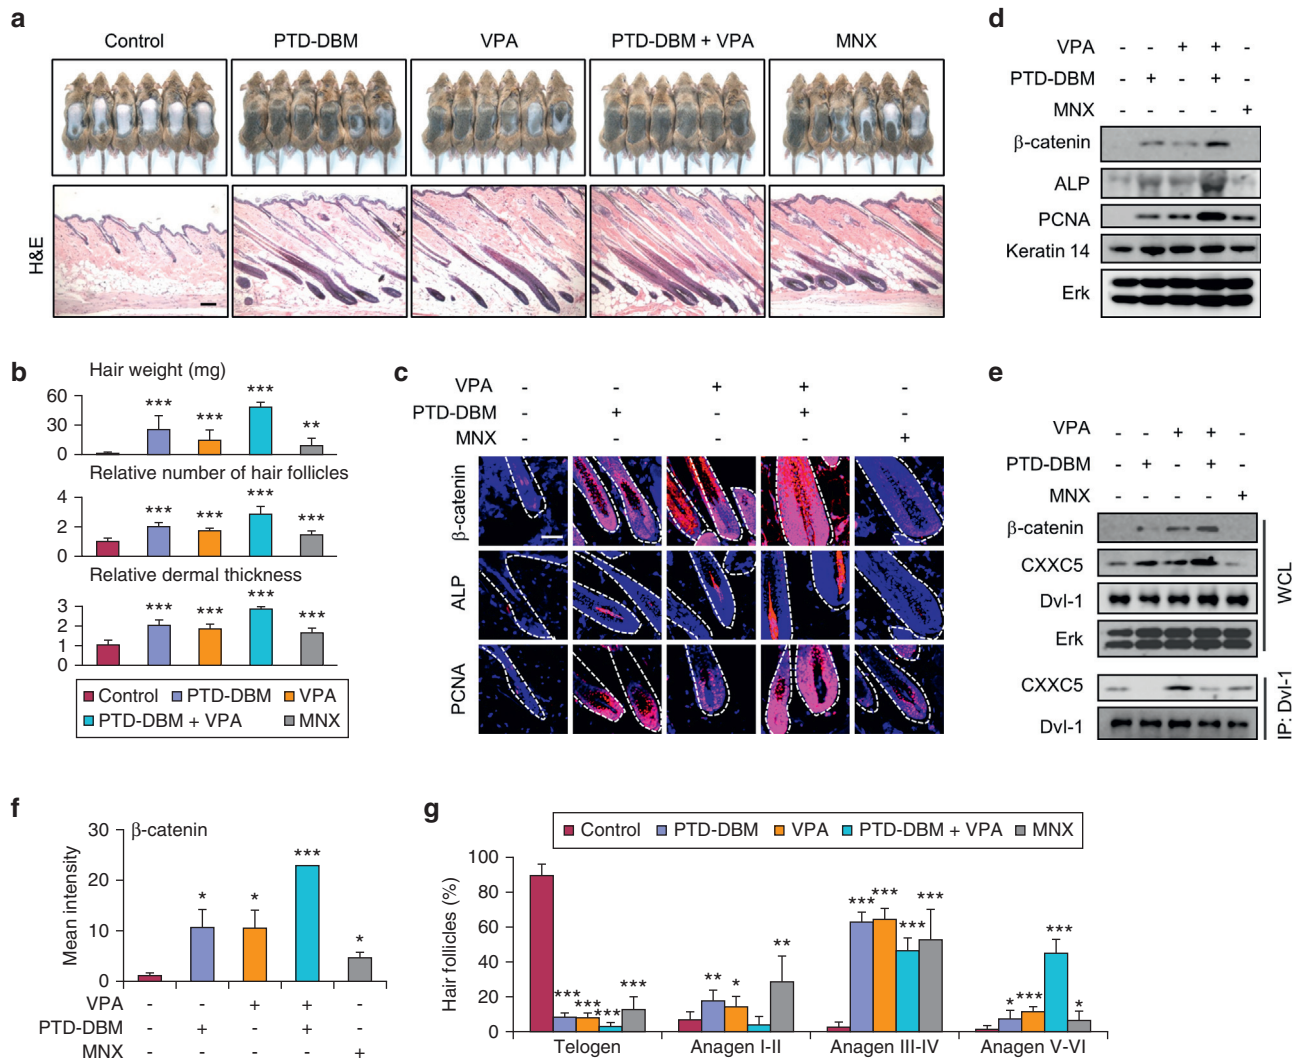 a
Control PTD-DBM VPA PTD-DBM + VPA MNX
H&E
b
Hair weight (mg)
60
30
0
*** *** *** **
Relative number of hair follicles
4
2
0
*** *** *** ***
Relative dermal thickness
3
2
1
0
*** *** *** ***
Control PTD-DBM VPA
PTD-DBM + VPA MNX
c
VPA - - + + -
PTD-DBM - + - + -
MNX - - - - +
β-catenin
ALP
PCNA
d
VPA - - + + -
PTD-DBM - + - + -
MNX - - - - +
β-catenin
ALP
PCNA
Keratin 14
Erk
e
VPA - - + + -
PTD-DBM - + - + -
MNX - - - - +
β-catenin
CXXC5
Dvl-1
Erk
WCL
CXXC5
Dvl-1
IP: Dvl-1
f
β-catenin
Mean intensity
30
20
10
0
* * *** *
VPA - - + + -
PTD-DBM - + - + -
MNX - - - - +
g
Control PTD-DBM VPA PTD-DBM + VPA MNX
Hair follicles (%)
100
80
60
40
20
0
*** *** *** ***
** * **
*** *** *** ***
* *** *** *
Telogen Anagen I-II Anagen III-IV Anagen V-VI